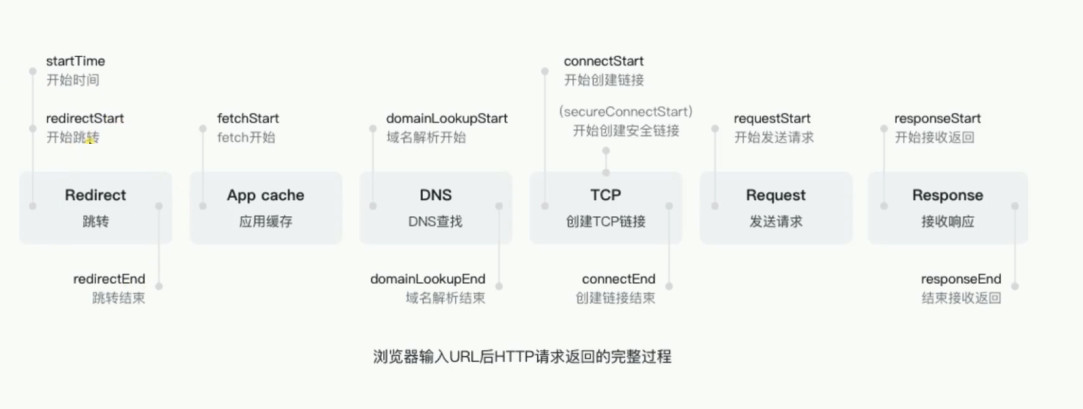 startTime
开始时间
redirectStart
开始跳转
fetchStart
fetch开始
domainLookupStart
域名解析开始
connectStart
开始创建链接
(secureConnectStart)
开始创建安全链接
requestStart
开始发送请求
responseStart
开始接收返回
Redirect
跳转
App cache
应用缓存
DNS
DNS查找
TCP
创建TCP链接
Request
发送请求
Response
接收响应
redirectEnd
跳转结束
domainLookupEnd
域名解析结束
connectEnd
创建链接结束
responseEnd
结束接收返回
浏览器输入URL后HTTP请求返回的完整过程